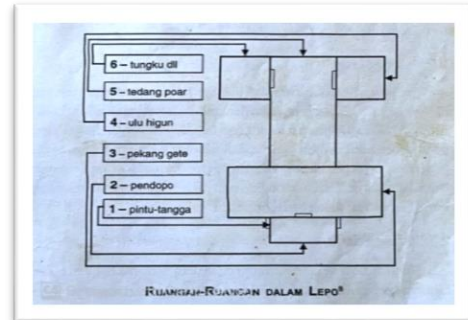 6 – tungku dll
5 – tedang poar
4 – ulu higun
3 – pekang gete
2 – pendopo
1 – pintu-tangga
RUANGAN-RUANGAN DALAM LEPO⁸